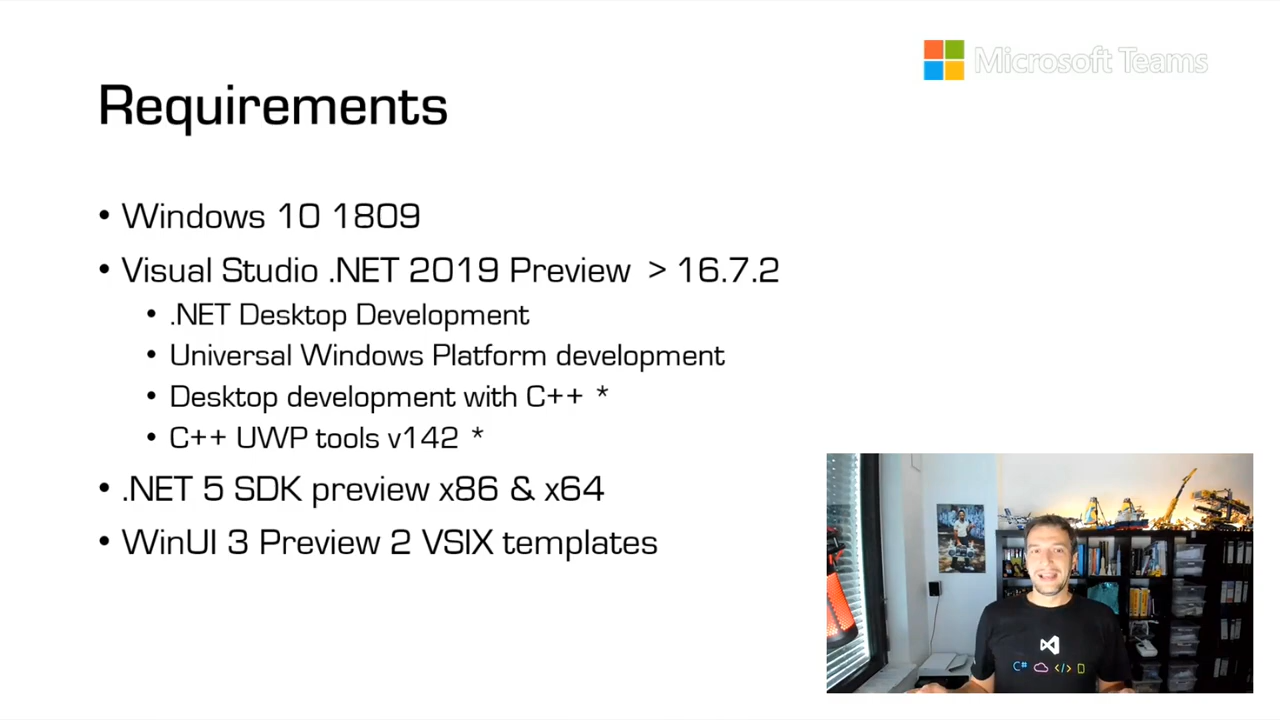 Microsoft Teams
Requirements
• Windows 10 1809
• Visual Studio .NET 2019 Preview > 16.7.2
• .NET Desktop Development
• Universal Windows Platform development
• Desktop development with C++ *
• C++ UWP tools v142 *
• .NET 5 SDK preview x86 & x64
• WinUI 3 Preview 2 VSIX templates
C# </>